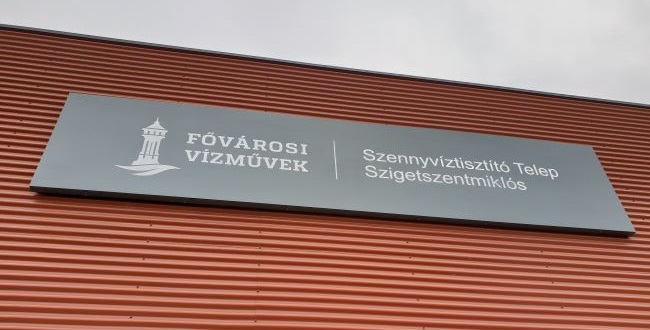 FŐVÁROSI
VÍZMŰVEK
Szennyvíztisztító Telep
Szigetszentmiklós